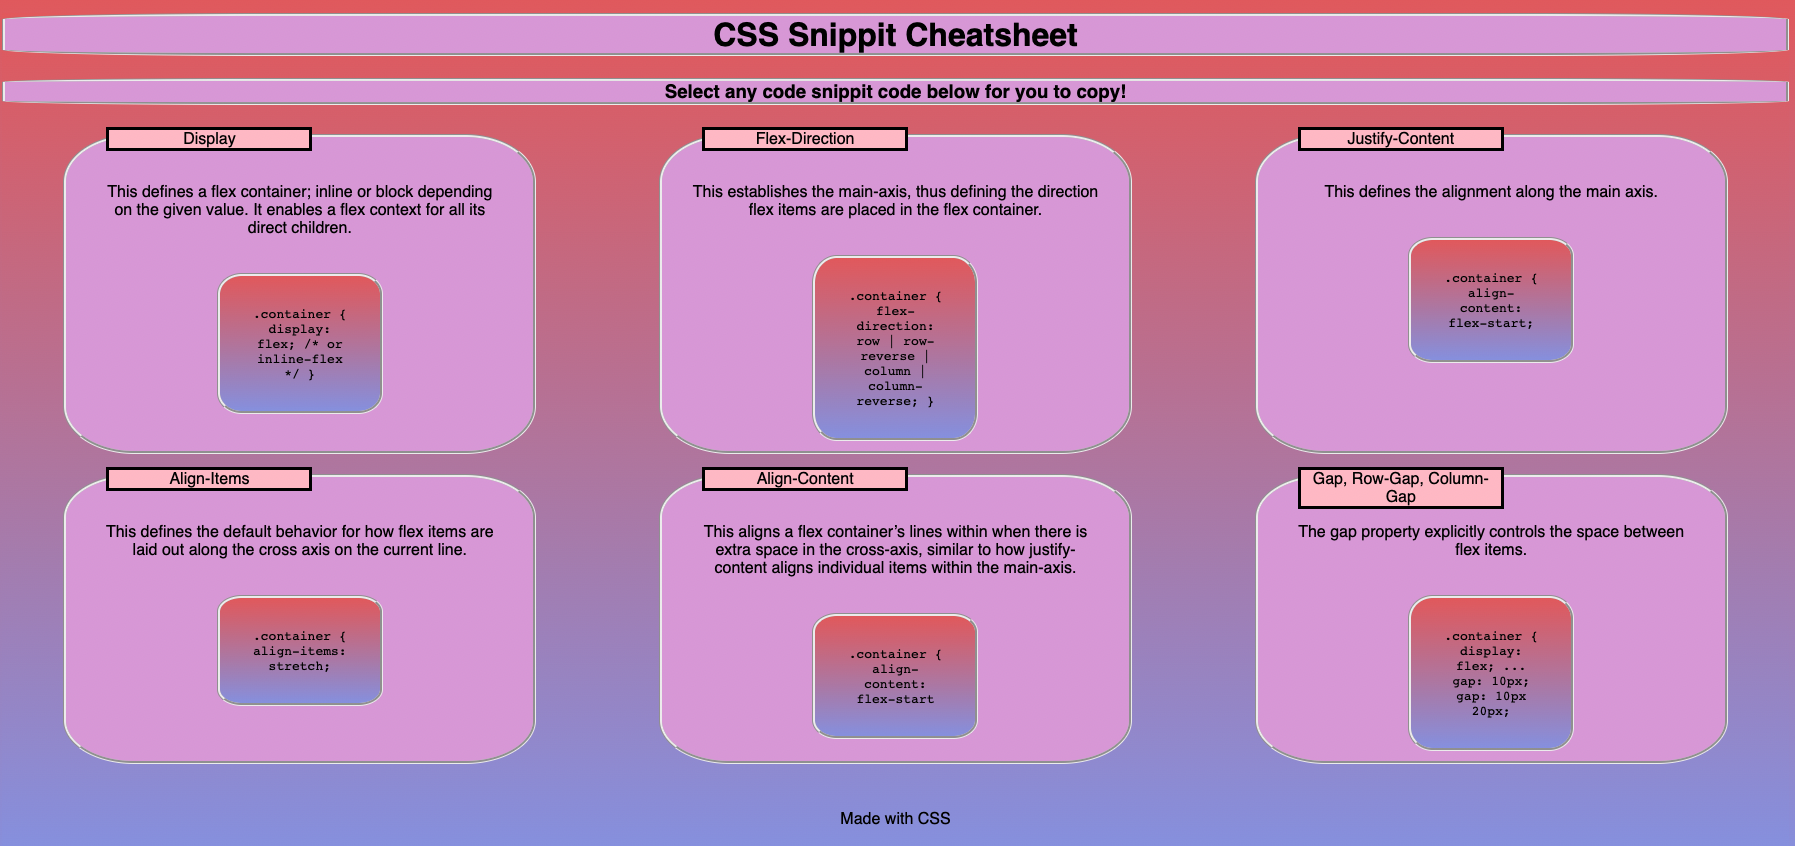 CSS Snippit Cheatsheet
Select any code snippit code below for you to copy!
Display
This defines a flex container; inline or block depending
on the given value. It enables a flex context for all its
direct children.
.container {
display:
flex; /* or
inline-flex
*/ }
Flex-Direction
This establishes the main-axis, thus defining the direction
flex items are placed in the flex container.
.container {
flex-
direction:
row | row-
reverse |
column |
column-
reverse; }
Justify-Content
This defines the alignment along the main axis.
.container {
align-
content:
flex-start;
Align-Items
This defines the default behavior for how flex items are
laid out along the cross axis on the current line.
.container {
align-items:
stretch;
Align-Content
This aligns a flex container’s lines within when there is
extra space in the cross-axis, similar to how justify-
content aligns individual items within the main-axis.
.container {
align-
content:
flex-start
Gap, Row-Gap, Column-
Gap
The gap property explicitly controls the space between
flex items.
.container {
display:
flex; ...
gap: 10px;
gap: 10px
20px;
Made with CSS